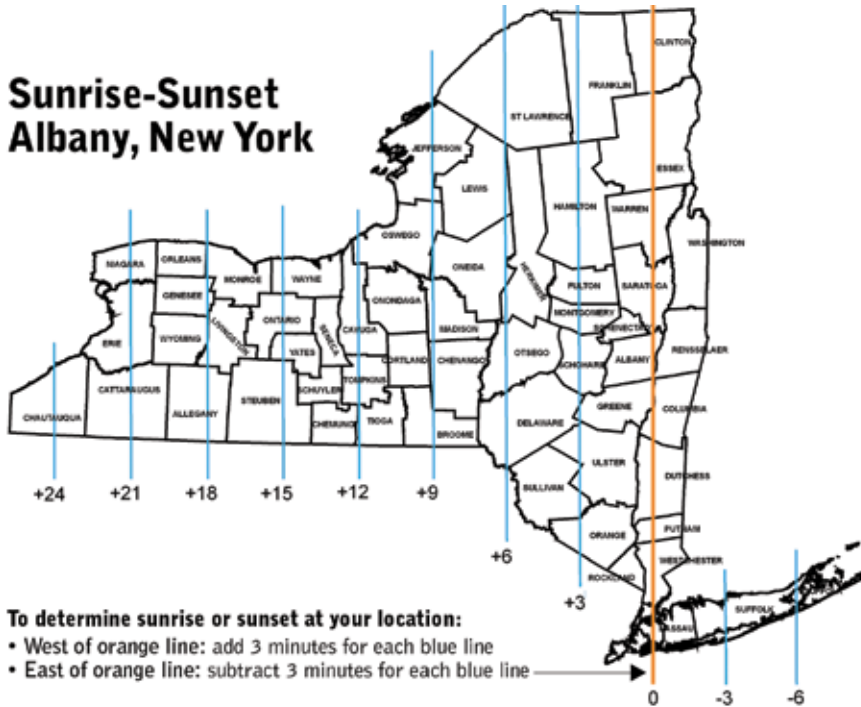 Sunrise-Sunset
Albany, New York
CLINTON
FRANKLIN
ST LAWRENCE
JEFFERSON
ESSEX
LEWIS
HAMILTON
WARREN
OSWEGO
WASHINGTON
NIAGARA
ORLEANS
ONEIDA
HERKIMER
MONROE
WAYNE
FULTON
SARATOGA
GENESEE
ONONDAGA
MONTGOMERY
ONTARIO
CAYUGA
MADISON
SCHENECTADY
ERIE
WYOMING
LIVINGSTON
SENECA
OTSEGO
RENSSELAER
YATES
CORTLAND
CHENANGO
SCHOHARIE
ALBANY
CATTARAUGUS
SCHUYLER
TOMPKINS
CHAUTAUQUA
ALLEGANY
STEUBEN
GREENE
COLUMBIA
CHEMUNG
TIOGA
BROOME
DELAWARE
ULSTER
DUTCHESS
SULLIVAN
+24
+21
+18
+15
+12
+9
ORANGE
PUTNAM
+6
WESTCHESTER
ROCKLAND
+3
SUFFOLK
NASSAU
To determine sunrise or sunset at your location:
• West of orange line: add 3 minutes for each blue line
• East of orange line: subtract 3 minutes for each blue line
0
-3
-6